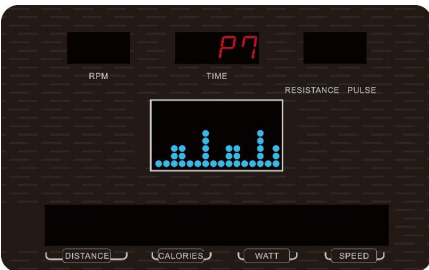 P7
RPM
TIME
RESISTANCE PULSE
DISTANCE
CALORIES
WATT
SPEED